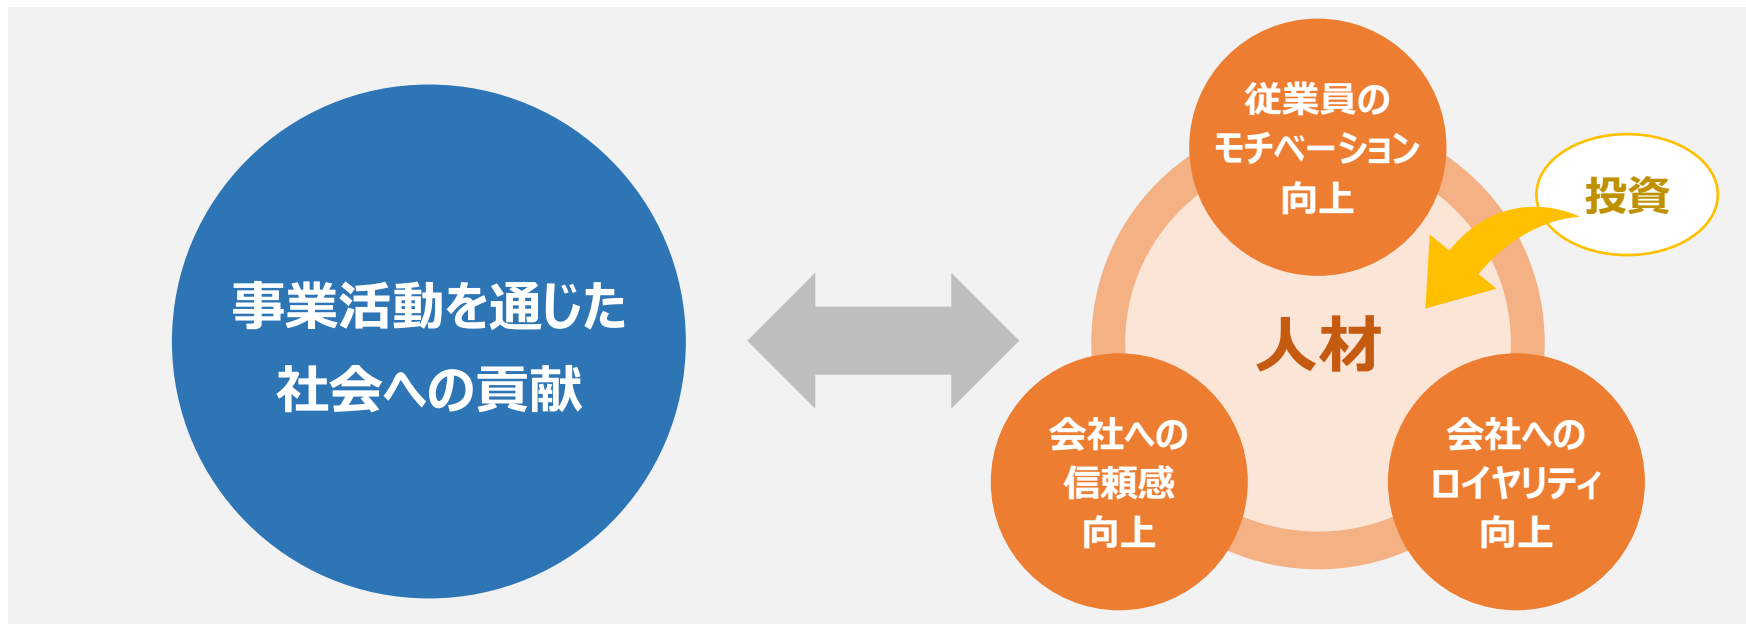 事業活動を通じた
社会への貢献
従業員の
モチベーション
向上
投資
人材
会社への
信頼感
向上
会社への
ロイヤリティ
向上